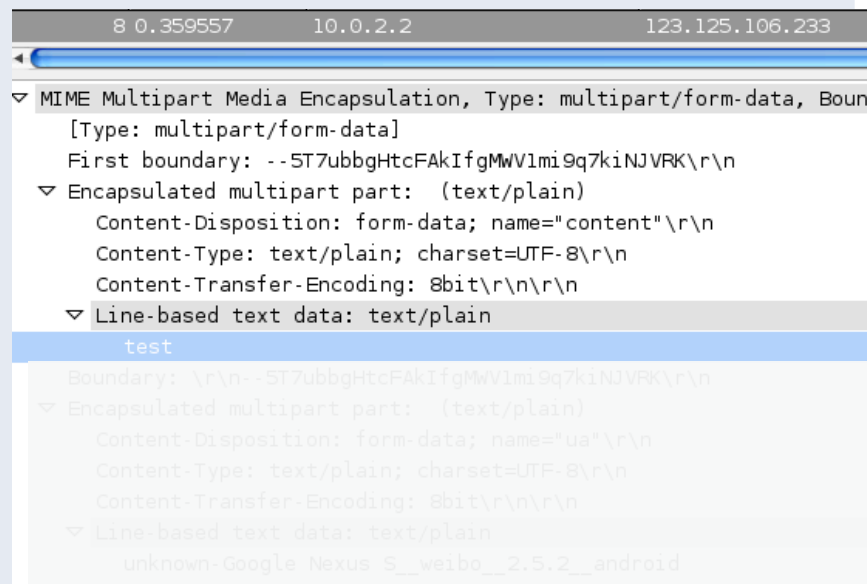 8 0.359557 10.0.2.2 123.125.106.233
MIME Multipart Media Encapsulation, Type: multipart/form-data, Boun
[Type: multipart/form-data]
First boundary: --5T7ubbgHtcFAkIfgMWV1mi9q7kiNJVRK\r\n
Encapsulated multipart part: (text/plain)
Content-Disposition: form-data; name="content"\r\n
Content-Type: text/plain; charset=UTF-8\r\n
Content-Transfer-Encoding: 8bit\r\n\r\n
Line-based text data: text/plain
test
Boundary: \r\n--5T7ubbgHtcFAkIfgMWV1mi9q7kiNJVRK\r\n
Encapsulated multipart part: (text/plain)
Content-Disposition: form-data; name="ua"\r\n
Content-Type: text/plain; charset=UTF-8\r\n
Content-Transfer-Encoding: 8bit\r\n\r\n
Line-based text data: text/plain
unknown-Google Nexus S__weibo__2.5.2__android